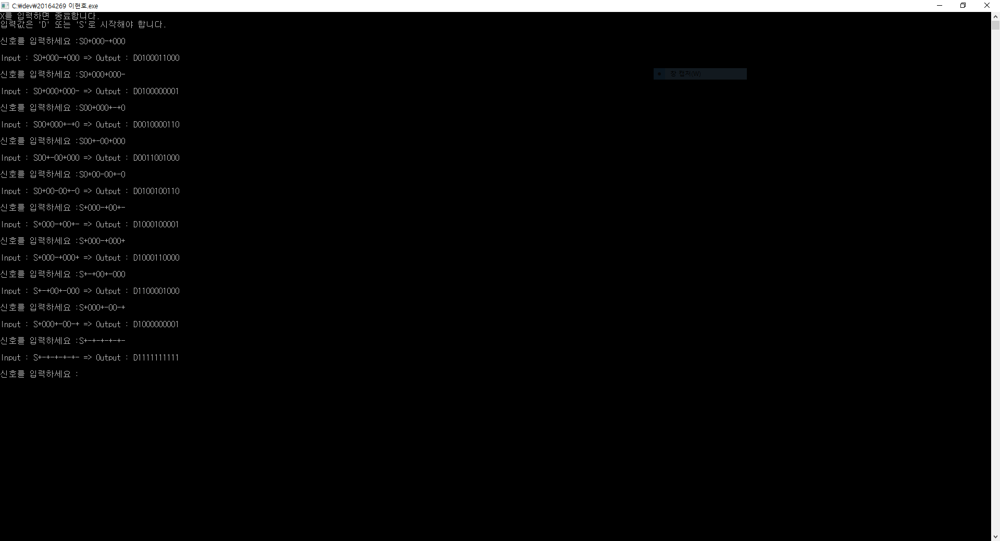 C:\dev\20164269 이현호.exe
X를 입력하면 종료합니다.
입력값은 'D' 또는 'S'로 시작해야 합니다.
신호를 입력하세요 :S0+000-+000
Input : S0+000-+000 => Output : D0100011000
신호를 입력하세요 :S0+000+000-
Input : S0+000+000- => Output : D0100000001
창 캡처(W)
신호를 입력하세요 :S00+000+-+0
Input : S00+000+-+0 => Output : D0010000110
신호를 입력하세요 :S00+-00+000
Input : S00+-00+000 => Output : D0011001000
신호를 입력하세요 :S0+00-00+-0
Input : S0+00-00+-0 => Output : D0100100110
신호를 입력하세요 :S+000-+00+-
Input : S+000-+00+- => Output : D1000100001
신호를 입력하세요 :S+000-+000+
Input : S+000-+000+ => Output : D1000110000
신호를 입력하세요 :S+-+00+-000
Input : S+-+00+-000 => Output : D1100001000
신호를 입력하세요 :S+000+-00-+
Input : S+000+-00-+ => Output : D1000000001
신호를 입력하세요 :S+-+-+-+-+-
Input : S+-+-+-+-+- => Output : D1111111111
신호를 입력하세요 :